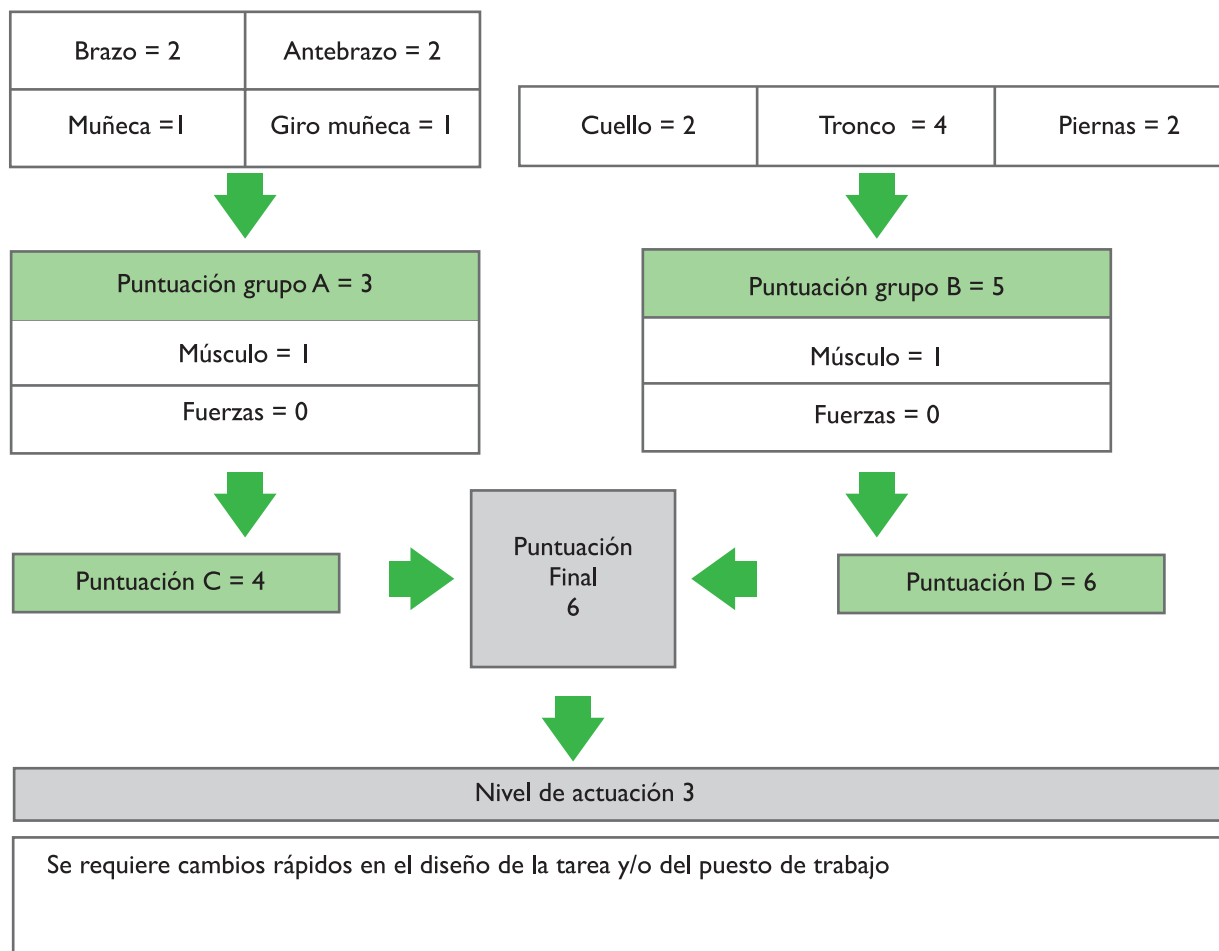 Brazo = 2
Antebrazo = 2
Muñeca =1
Giro muñeca = 1
Cuello = 2
Tronco = 4
Piernas = 2
Puntuación grupo A = 3
Músculo = 1
Fuerzas = 0
Puntuación grupo B = 5
Músculo = 1
Fuerzas = 0
Puntuación C = 4
Puntuación
Final
6
Puntuación D = 6
Nivel de actuación 3
Se requiere cambios rápidos en el diseño de la tarea y/o del puesto de trabajo